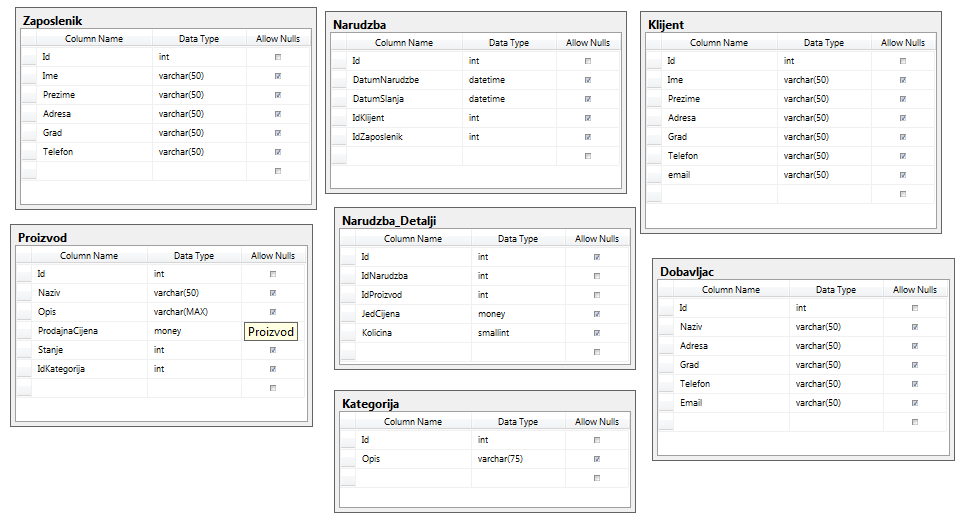 Zaposlenik
Column Name Data Type Allow Nulls
Id int
Ime varchar(50)
Prezime varchar(50)
Adresa varchar(50)
Grad varchar(50)
Telefon varchar(50)
Narudzba
Column Name Data Type Allow Nulls
Id int
DatumNarudzbe datetime
DatumSlanja datetime
IdKlijent int
IdZaposlenik int
Klijent
Column Name Data Type Allow Nulls
Id int
Ime varchar(50)
Prezime varchar(50)
Adresa varchar(50)
Grad varchar(50)
Telefon varchar(50)
email varchar(50)
Proizvod
Column Name Data Type Allow Nulls
Id int
Naziv varchar(50)
Opis varchar(MAX)
ProdajnaCijena money
Proizvod
Stanje int
IdKategorija int
Narudzba_Detalji
Column Name Data Type Allow Nulls
Id int
IdNarudzba int
IdProizvod int
JedCijena money
Kolicina smallint
Dobavljac
Column Name Data Type Allow Nulls
Id int
Naziv varchar(50)
Adresa varchar(50)
Grad varchar(50)
Telefon varchar(50)
Email varchar(50)
Kategorija
Column Name Data Type Allow Nulls
Id int
Opis varchar(75)